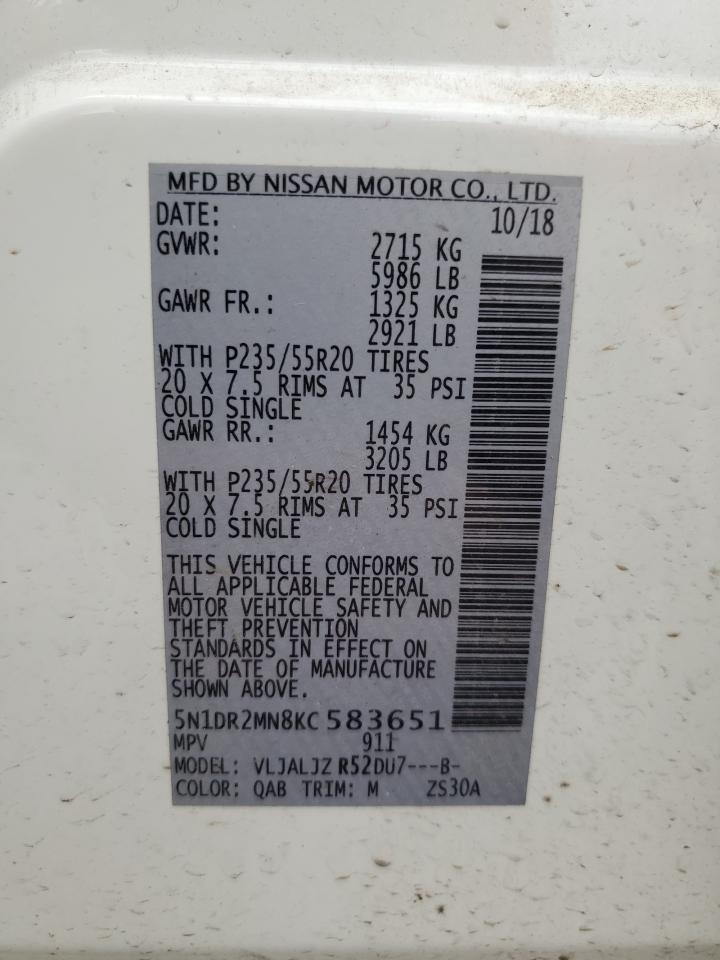 MFD BY NISSAN MOTOR CO., LTD.
DATE: 10/18
GVWR: 2715 KG
5986 LB
GAWR FR.: 1325 KG
2921 LB
WITH P235/55R20 TIRES
20 X 7.5 RIMS AT 35 PSI
COLD SINGLE
GAWR RR.: 1454 KG
3205 LB
WITH P235/55R20 TIRES
20 X 7.5 RIMS AT 35 PSI
COLD SINGLE
THIS VEHICLE CONFORMS TO
ALL APPLICABLE FEDERAL
MOTOR VEHICLE SAFETY AND
THEFT PREVENTION
STANDARDS IN EFFECT ON
THE DATE OF MANUFACTURE
SHOWN ABOVE.
5N1DR2MN8KC 583651
MPV 911
MODEL: VLJALJZ R52DU7---B-
COLOR: QAB TRIM: M ZS30A